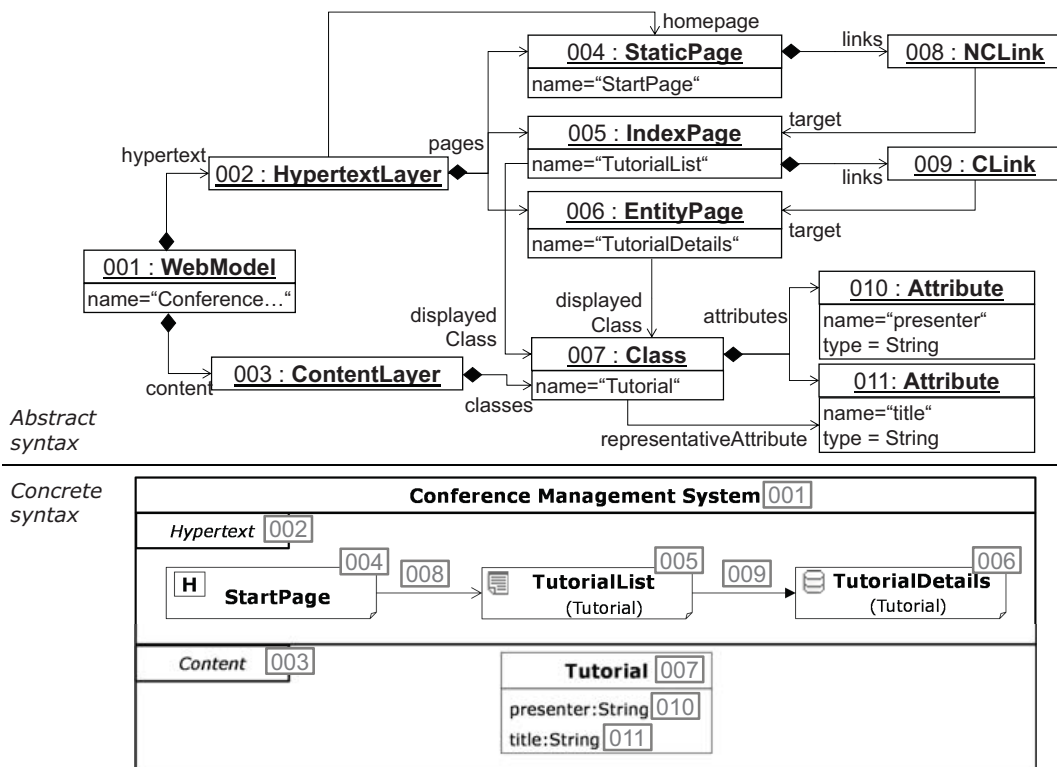 homepage
004 : StaticPage
name="StartPage"
links
008 : NCLink
target
pages
005 : IndexPage
name="TutorialList"
links
009 : CLink
hypertext
002 : HypertextLayer
006 : EntityPage
name="TutorialDetails"
target
001 : WebModel
name="Conference…"
displayed
Class
displayed
Class
attributes
010 : Attribute
name="presenter"
type = String
content
003 : ContentLayer
classes
007 : Class
name="Tutorial"
011: Attribute
name="title"
type = String
representativeAttribute
Abstract
syntax
Concrete
syntax
Conference Management System 001
Hypertext 002
004
H
StartPage
008
005
TutorialList
(Tutorial)
009
006
TutorialDetails
(Tutorial)
Content 003
Tutorial 007
presenter:String 010
title:String 011